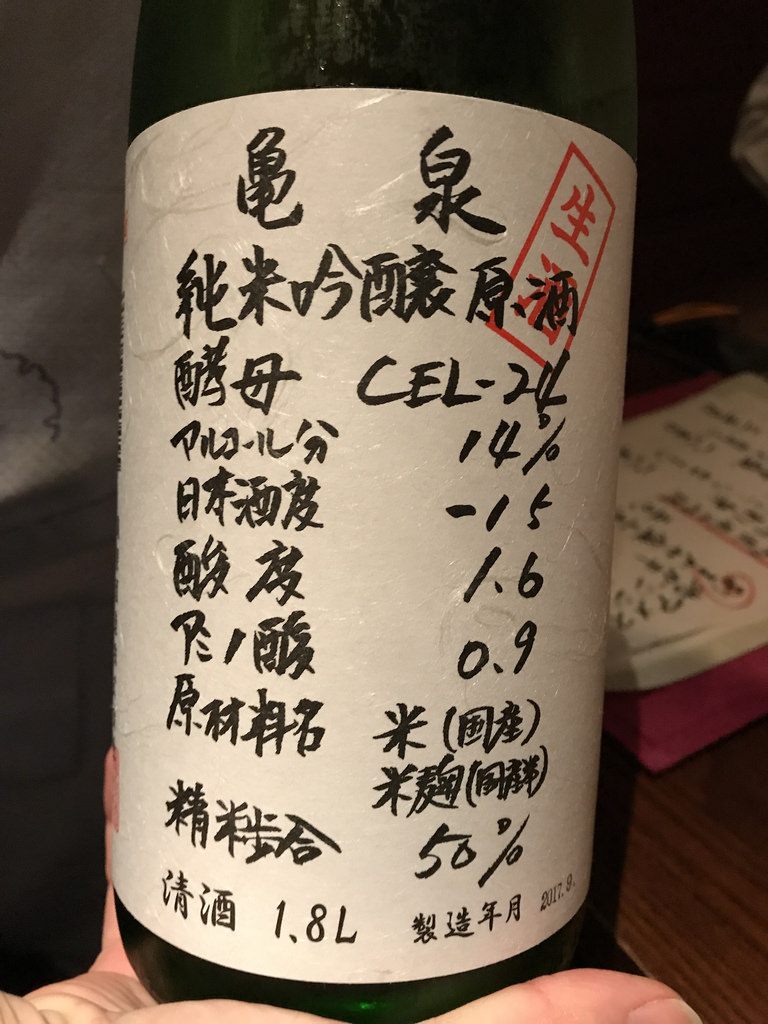 亀 泉
生酒
純米吟醸原酒
酵母 CEL-24
アルコール分 14%
日本酒度 -15
酸度 1.6
アミノ酸 0.9
原材料名 米(国産)
米麹(国産米)
精米歩合 50%
清酒 1.8L 製造年月 2017.9.